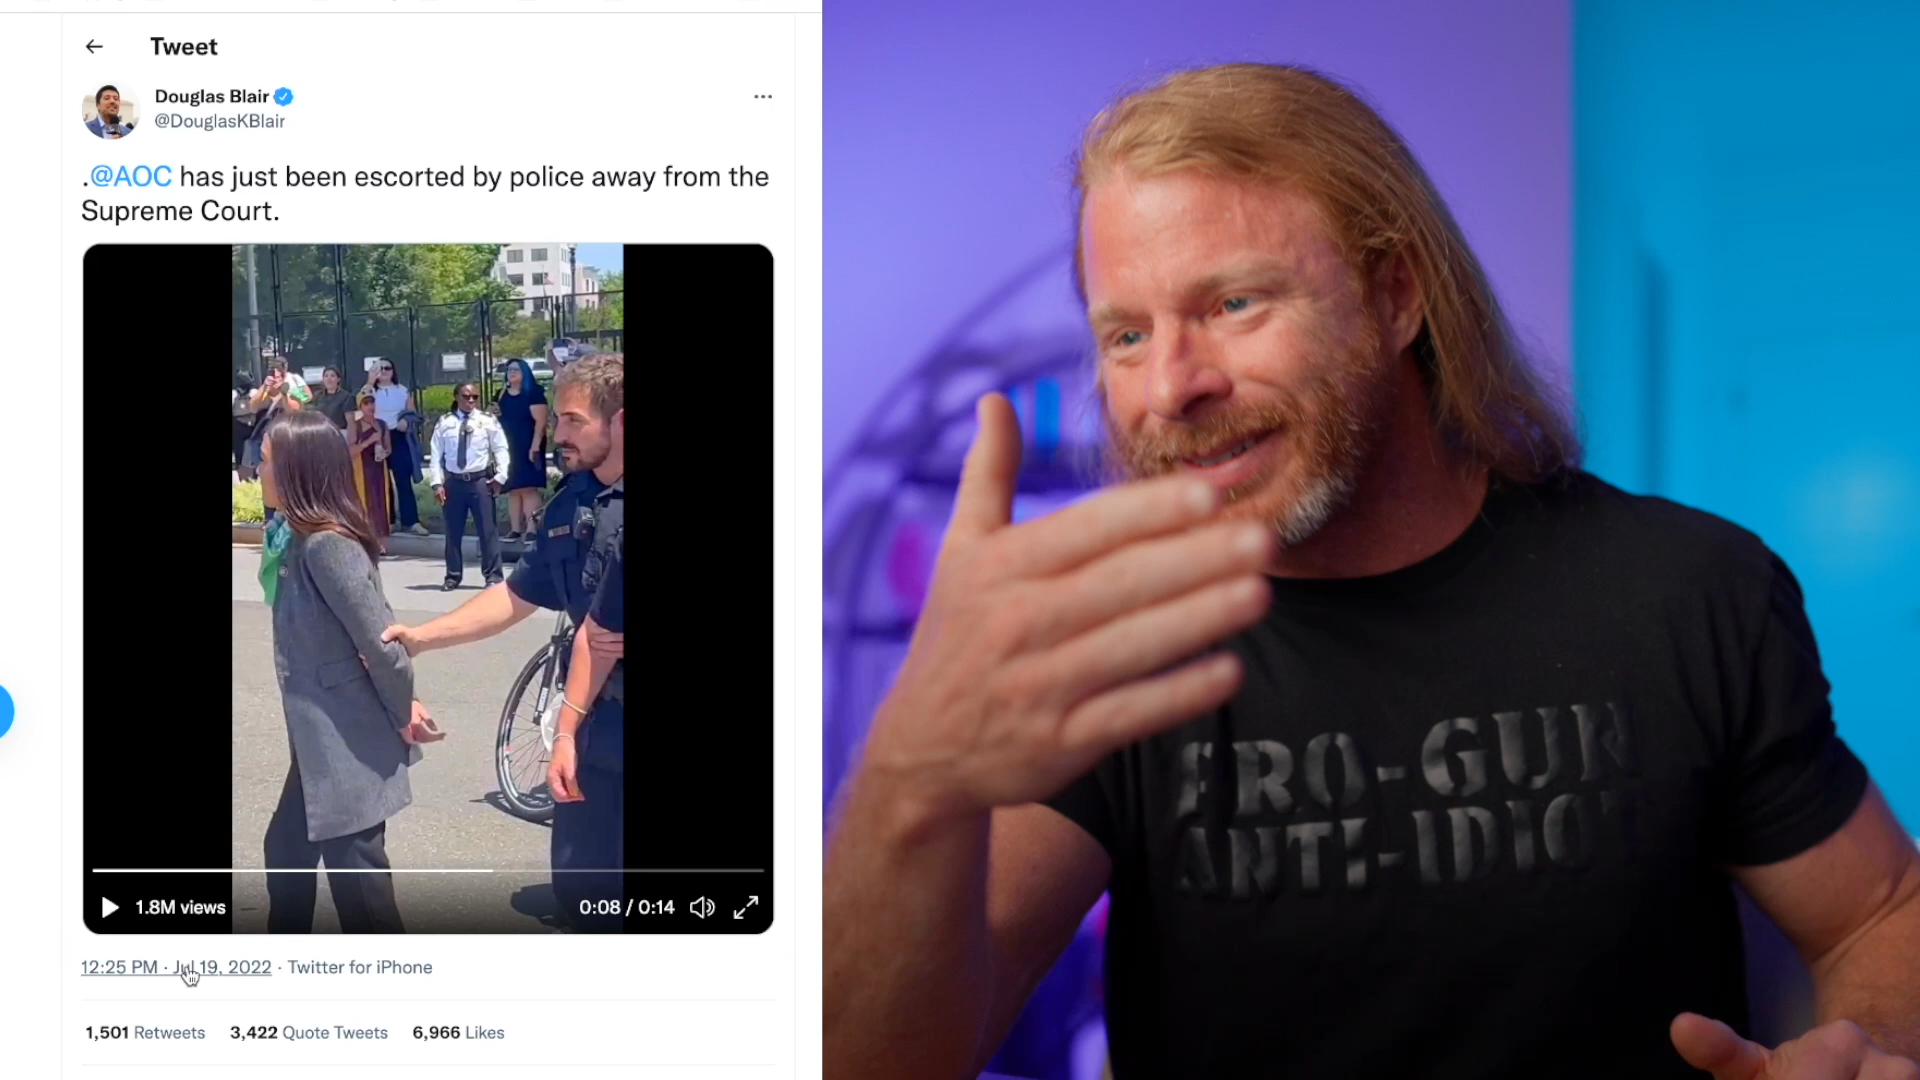 Tweet
Douglas Blair
@DouglasKBlair
.@AOC has just been escorted by police away from the
Supreme Court.
1.8M views
0:08 / 0:14
12:25 PM · Jul 19, 2022 · Twitter for iPhone
1,501 Retweets 3,422 Quote Tweets 6,966 Likes
PRO-GUN
ANTI-IDIO